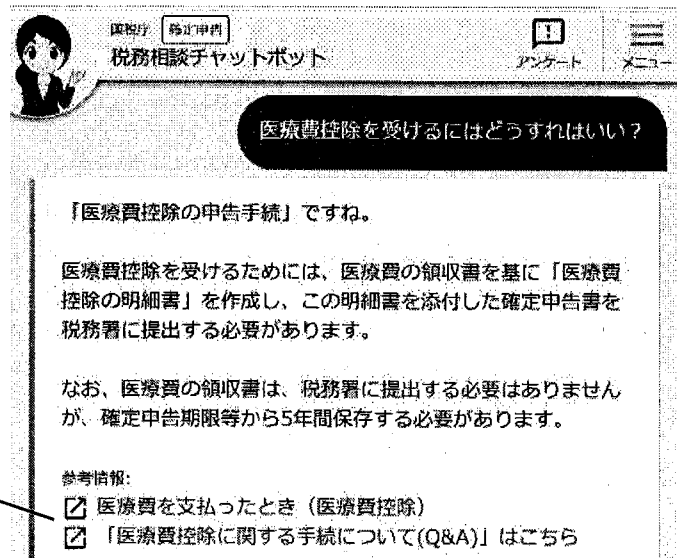 国税庁 確定申告
税務相談チャットボット
アンケート
メニュー
医療費控除を受けるにはどうすればいい？
「医療費控除の申告手続」ですね。
医療費控除を受けるためには、医療費の領収書を基に「医療費
控除の明細書」を作成し、この明細書を添付した確定申告書を
税務署に提出する必要があります。
なお、医療費の領収書は、税務署に提出する必要はありません
が、確定申告期限等から5年間保存する必要があります。
参考情報:
医療費を支払ったとき（医療費控除）
「医療費控除に関する手続について(Q&A)」はこちら